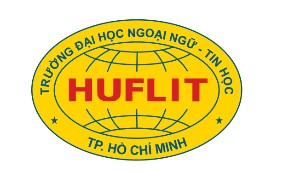 TRƯỜNG ĐẠI HỌC NGOẠI NGỮ - TIN HỌC
HUFLIT
TP. HỒ CHÍ MINH